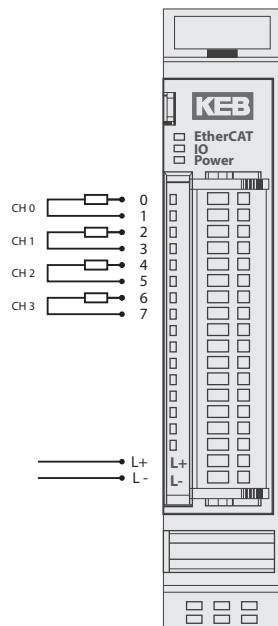 KEB
EtherCAT
IO
Power
CH 0
0
1
CH 1
2
3
CH 2
4
5
CH 3
6
7
L+
L -
L+
L-